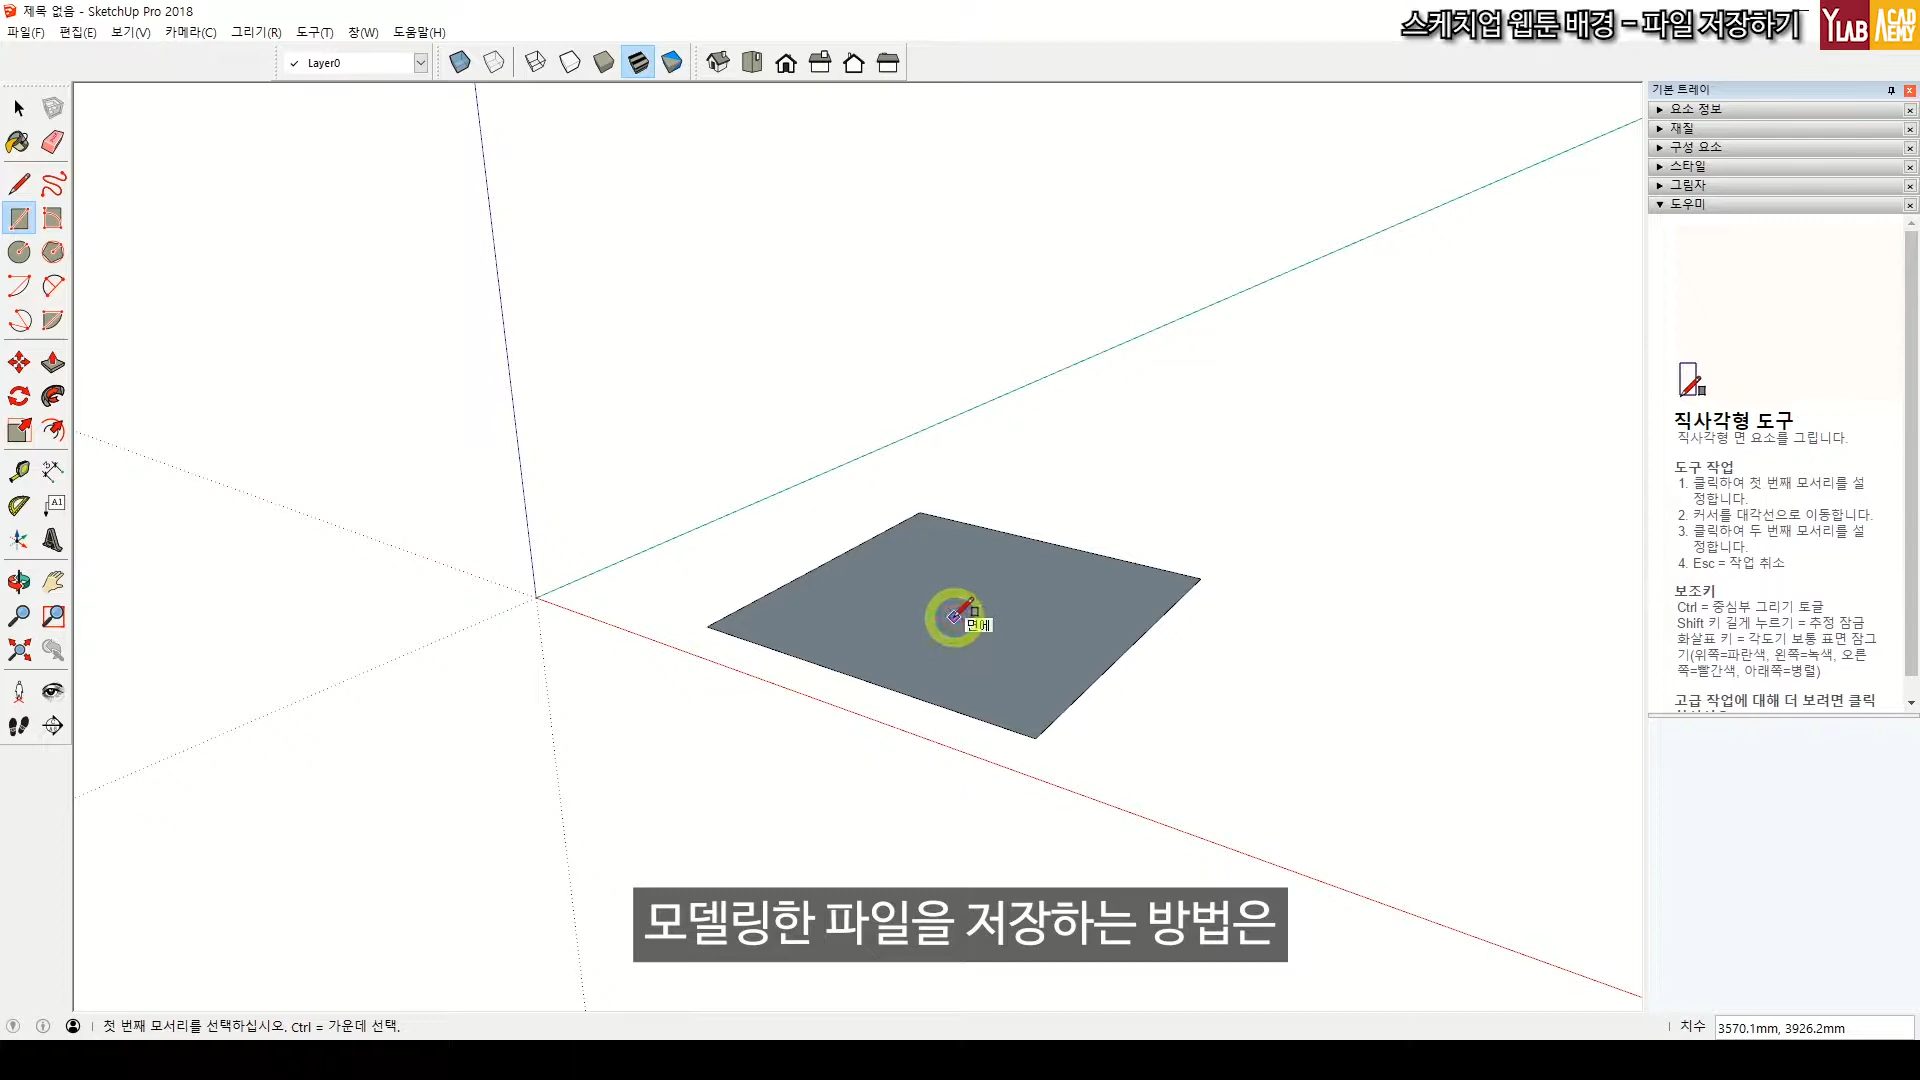 제목 없음 - SketchUp Pro 2018
스케치업 웹툰 배경 - 파일 저장하기
YLAB ACADEMY
파일(F) 편집(E) 보기(V) 카메라(C) 그리기(R) 도구(T) 창(W) 도움말(H)
Layer0
기본 트레이
요소 정보
재질
구성 요소
스타일
그림자
도우미
A1
직사각형 도구
직사각형 면 요소를 그립니다.
도구 작업
1. 클릭하여 첫 번째 모서리를 설
정합니다.
2. 커서를 대각선으로 이동합니다.
3. 클릭하여 두 번째 모서리를 설
정합니다.
4. Esc = 작업 취소
보조키
Ctrl = 중심부 그리기 토글
Shift 키 길게 누르기 = 추정 잠금
화살표 키 = 각도기 보통 표면 잠그
기(위쪽=파란색, 왼쪽=녹색, 오른
쪽=빨간색, 아래쪽=병렬)
고급 작업에 대해 더 보려면 클릭
면에
모델링한 파일을 저장하는 방법은
첫 번째 모서리를 선택하십시오. Ctrl = 가운데 선택.
치수 3570.1mm, 3926.2mm